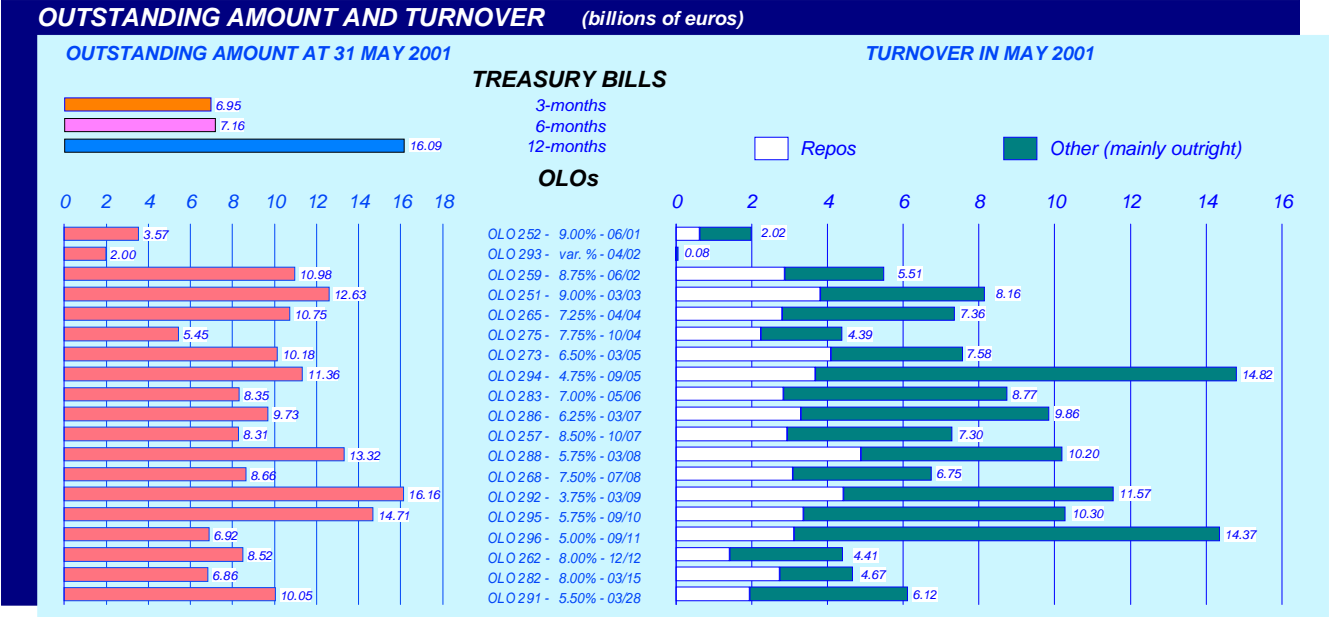 OUTSTANDING AMOUNT AND TURNOVER (billions of euros)
OUTSTANDING AMOUNT AT 31 MAY 2001
TURNOVER IN MAY 2001
TREASURY BILLS
6.95 3-months
7.16 6-months
16.09 12-months
Repos Other (mainly outright)
OLOs
0 2 4 6 8 10 12 14 16 18 0 2 4 6 8 10 12 14 16
3.57 OLO 252 - 9.00% - 06/01 2.02
2.00 OLO 293 - var. % - 04/02 0.08
10.98 OLO 259 - 8.75% - 06/02 5.51
12.63 OLO 251 - 9.00% - 03/03 8.16
10.75 OLO 265 - 7.25% - 04/04 7.36
5.45 OLO 275 - 7.75% - 10/04 4.39
10.18 OLO 273 - 6.50% - 03/05 7.58
11.36 OLO 294 - 4.75% - 09/05 14.82
8.35 OLO 283 - 7.00% - 05/06 8.77
9.73 OLO 286 - 6.25% - 03/07 9.86
8.31 OLO 257 - 8.50% - 10/07 7.30
13.32 OLO 288 - 5.75% - 03/08 10.20
8.66 OLO 268 - 7.50% - 07/08 6.75
16.16 OLO 292 - 3.75% - 03/09 11.57
14.71 OLO 295 - 5.75% - 09/10 10.30
6.92 OLO 296 - 5.00% - 09/11 14.37
8.52 OLO 262 - 8.00% - 12/12 4.41
6.86 OLO 282 - 8.00% - 03/15 4.67
10.05 OLO 291 - 5.50% - 03/28 6.12